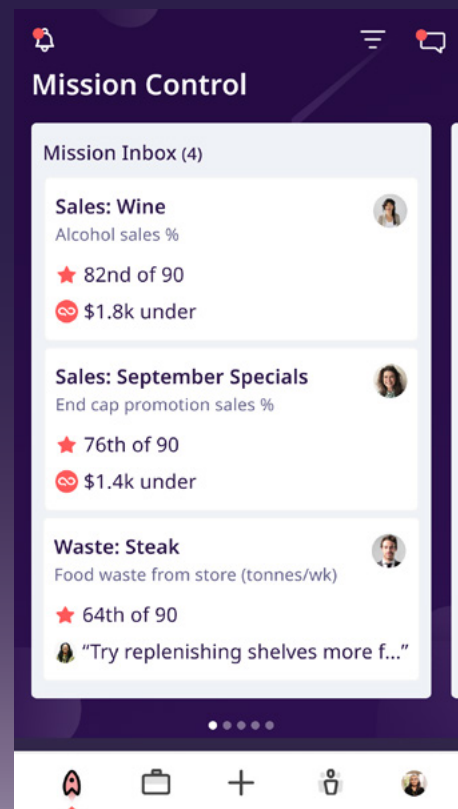 Mission Control
Mission Inbox (4)
Sales: Wine
Alcohol sales %
82nd of 90
$1.8k under
Sales: September Specials
End cap promotion sales %
76th of 90
$1.4k under
Waste: Steak
Food waste from store (tonnes/wk)
64th of 90
“Try replenishing shelves more f...”